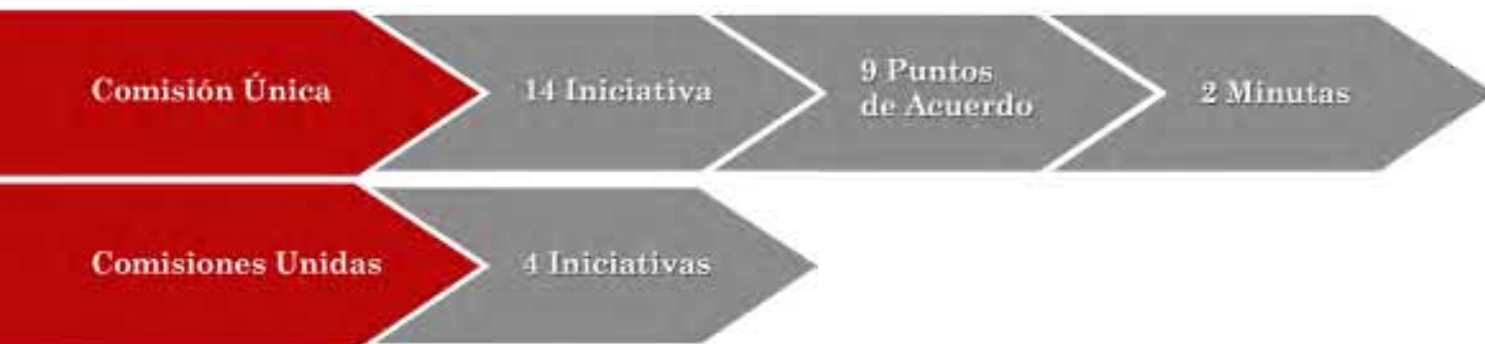 Comisión Única
14 Iniciativa
9 Puntos
de Acuerdo
2 Minutas
Comisiones Unidas
4 Iniciativas